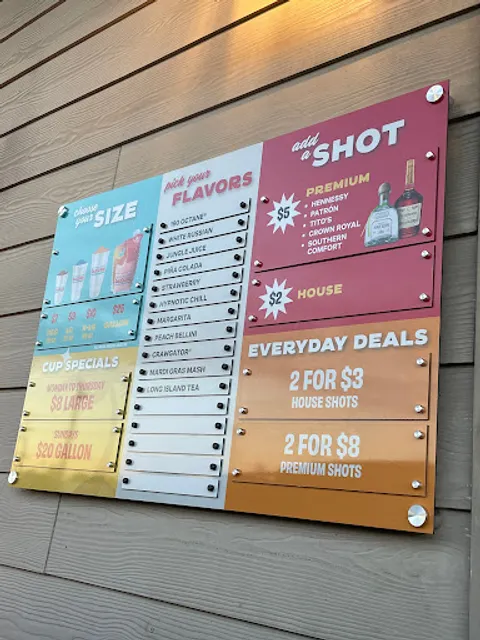 choose
your SIZE
$25
CUP SPECIALS
MONDAY TO THURSDAY
$8 LARGE
SUNDAYS
$20 GALLON
pick your
FLAVORS
190 OCTANE
WHITE RUSSIAN
JUNGLE JUICE
PIÑA COLADA
STRAWBERRY
HYPNOTIC CHILL
MARGARITA
PEACH BELLINI
CRAWGATOR
MARDI GRAS MASH
LONG ISLAND TEA
add
a SHOT
$5
PREMIUM
• HENNESSY
• PATRÓN
• TITO'S
• CROWN ROYAL
• SOUTHERN
COMFORT
$2 HOUSE
EVERYDAY DEALS
2 FOR $3
HOUSE SHOTS
2 FOR $8
PREMIUM SHOTS